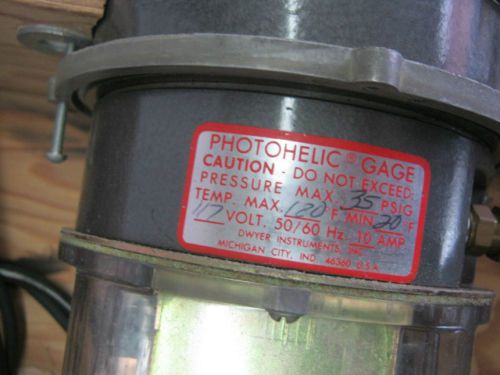 PHOTOHELIC® GAGE
CAUTION - DO NOT EXCEED:
PRESSURE MAX. 35 PSIG
TEMP. MAX. 120 F MIN 20 F
117 VOLT. 50/60 Hz. 10 AMP
DWYER INSTRUMENTS, INC.
MICHIGAN CITY, IND. 46360 U.S.A.